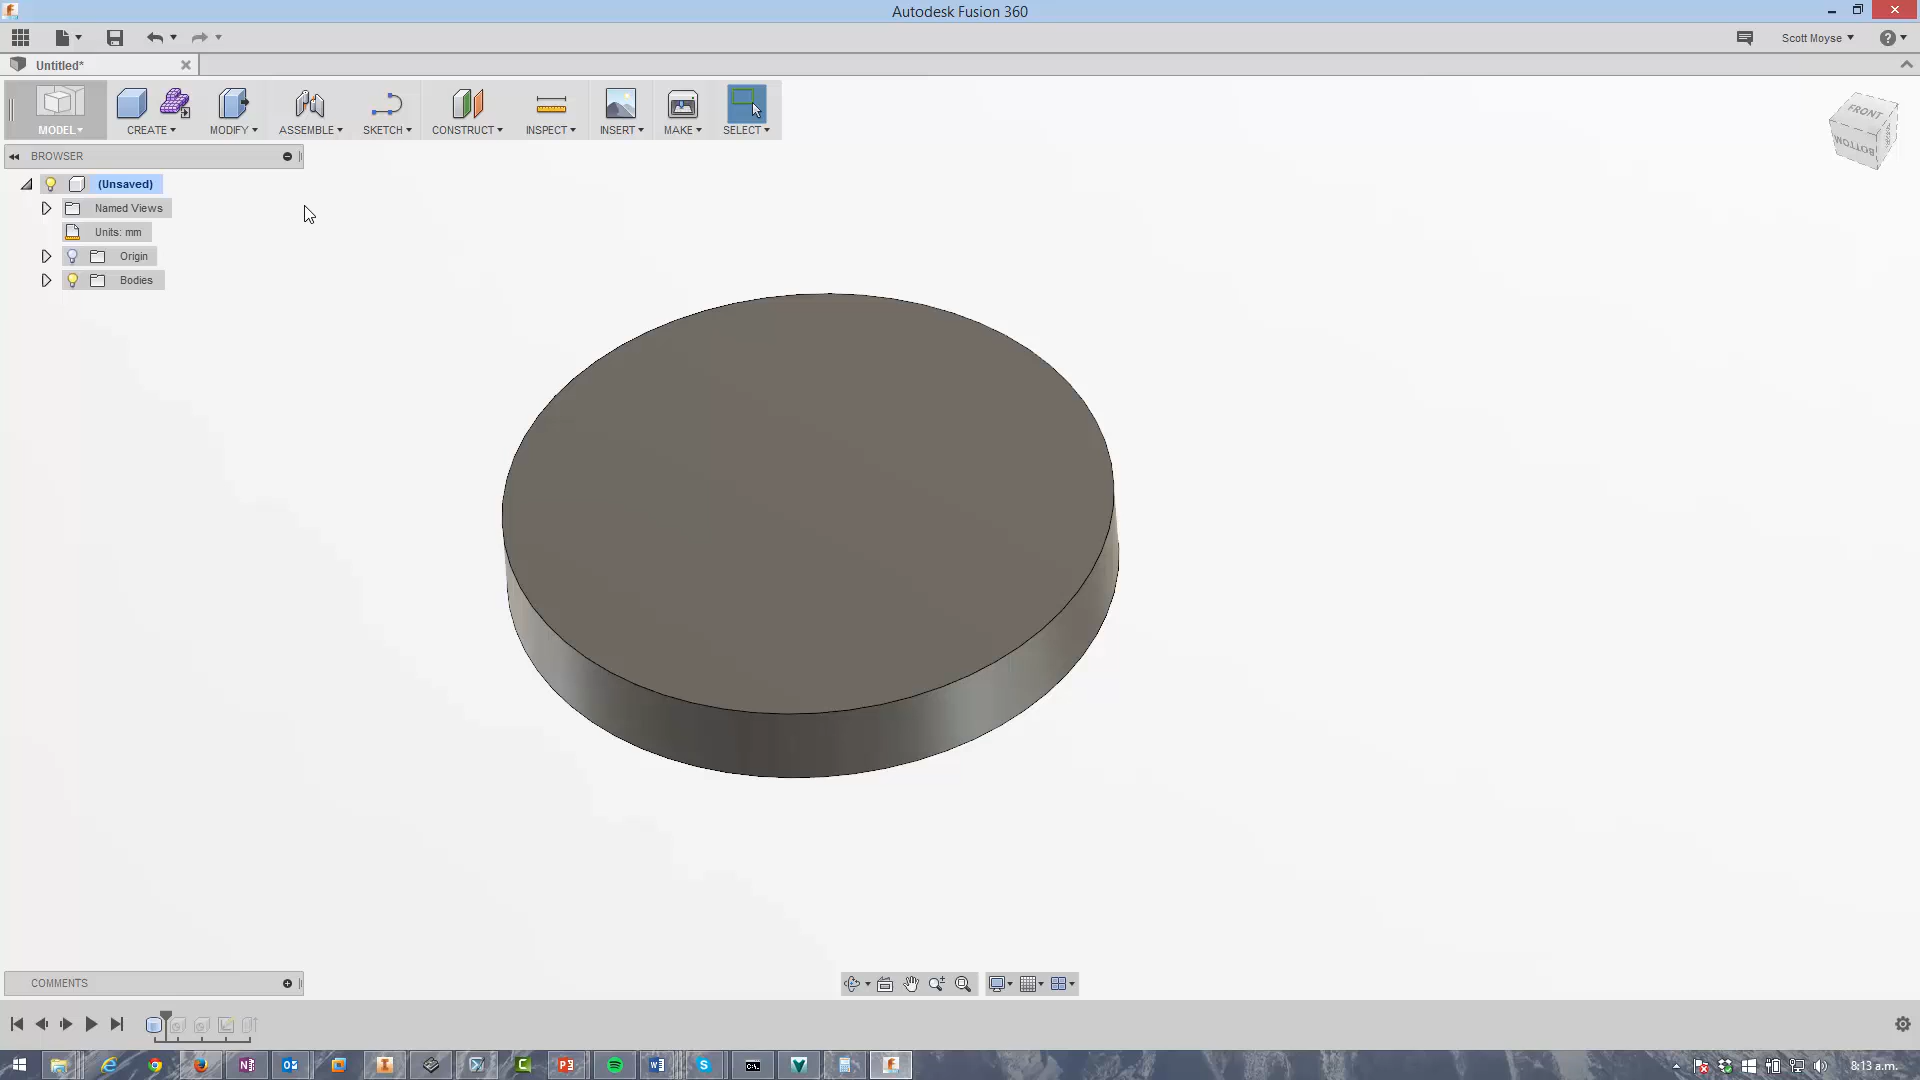 Autodesk Fusion 360
Scott Moyse
Untitled*
MODEL
CREATE
MODIFY
ASSEMBLE
SKETCH
CONSTRUCT
INSPECT
INSERT
MAKE
SELECT
FRONT
BOTTOM
BROWSER
(Unsaved)
Named Views
Units: mm
Origin
Bodies
COMMENTS
8:13 a.m.